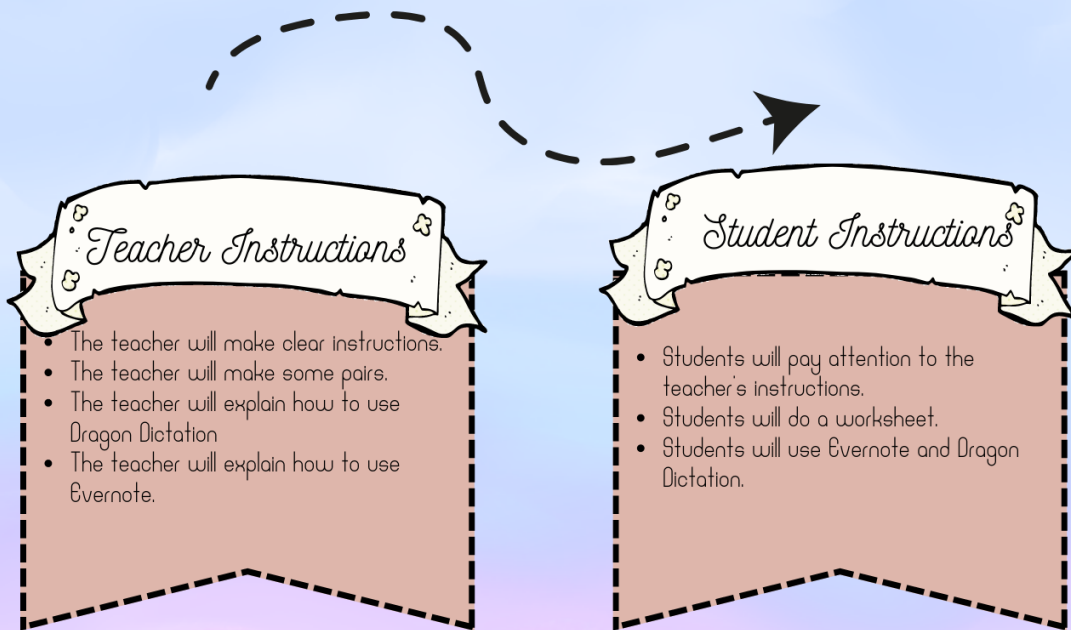 Teacher Instructions
• The teacher will make clear instructions.
• The teacher will make some pairs.
• The teacher will explain how to use
Dragon Dictation
• The teacher will explain how to use
Evernote.
Student Instructions
• Students will pay attention to the
teacher's instructions.
• Students will do a worksheet.
• Students will use Evernote and Dragon
Dictation.